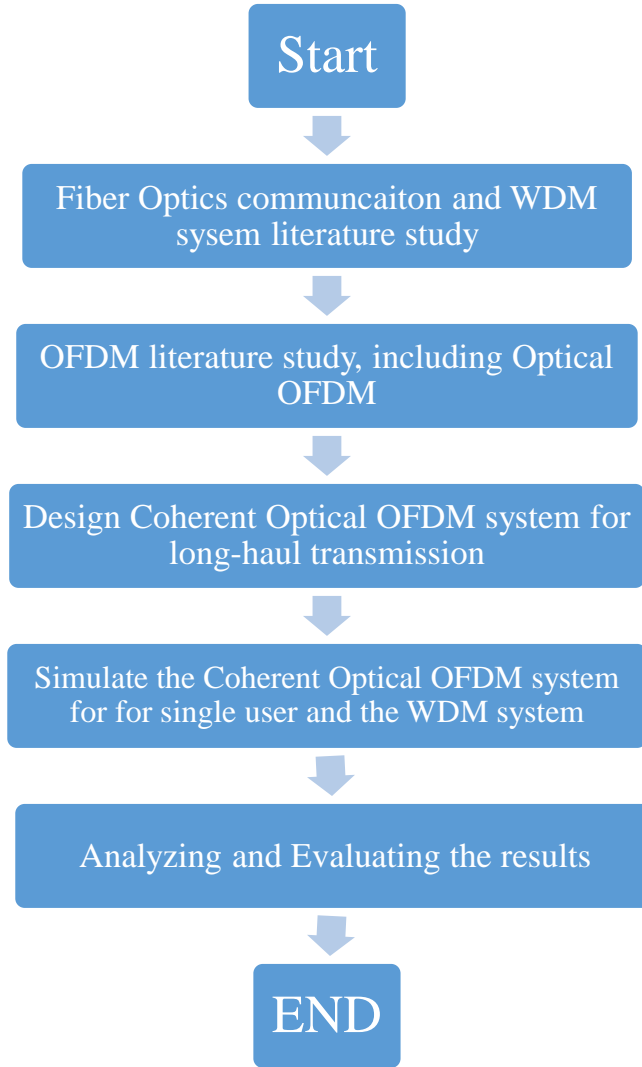 Start
Fiber Optics communcaiton and WDM
sysem literature study
OFDM literature study, including Optical
OFDM
Design Coherent Optical OFDM system for
long-haul transmission
Simulate the Coherent Optical OFDM system
for for single user and the WDM system
Analyzing and Evaluating the results
END